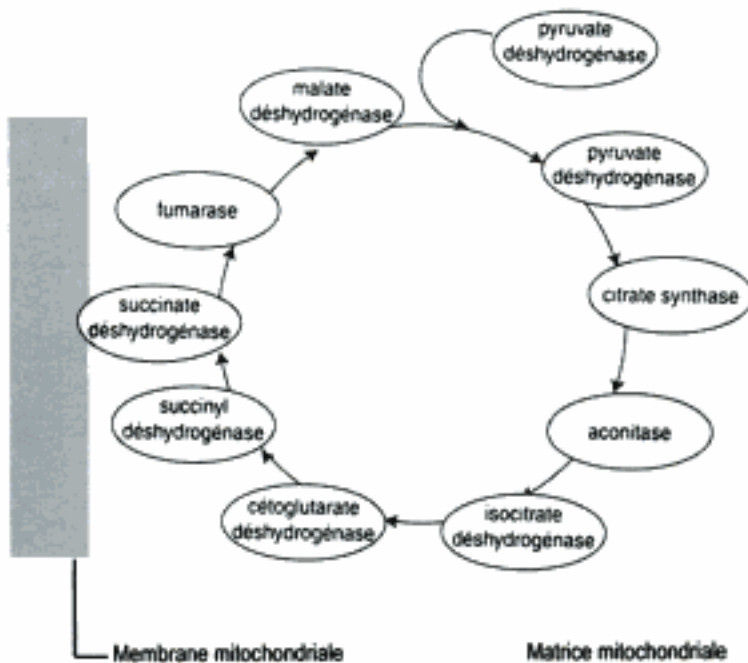 pyruvate
déshydrogénase
malate
déshydrogénase
pyruvate
déshydrogénase
fumarase
citrate synthase
succinate
déshydrogénase
succinyl
déshydrogénase
aconitase
cétoglutarate
déshydrogénase
isocitrate
déshydrogénase
Membrane mitochondriale
Matrice mitochondriale